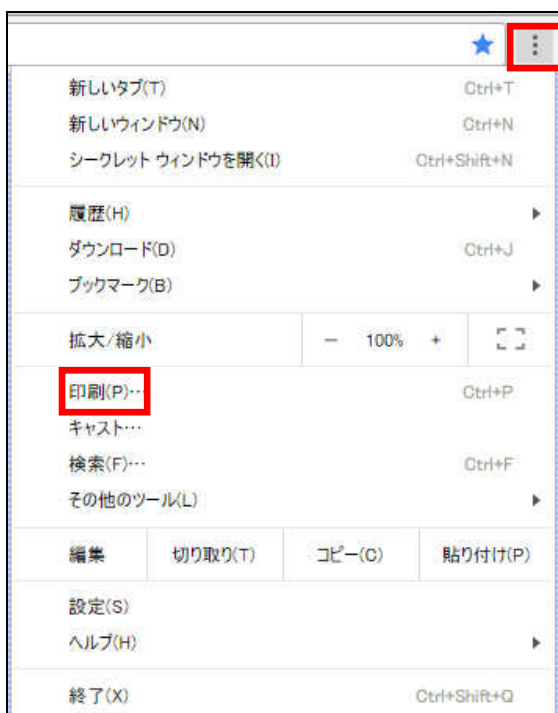 新しいタブ(T) Ctrl+T
新しいウィンドウ(N) Ctrl+N
シークレット ウィンドウを開く(I) Ctrl+Shift+N
履歴(H)
ダウンロード(D) Ctrl+J
ブックマーク(B)
拡大/縮小 － 100% +
印刷(P)… Ctrl+P
キャスト…
検索(F)… Ctrl+F
その他のツール(L)
編集 切り取り(T) コピー(C) 貼り付け(P)
設定(S)
ヘルプ(H)
終了(X) Ctrl+Shift+Q